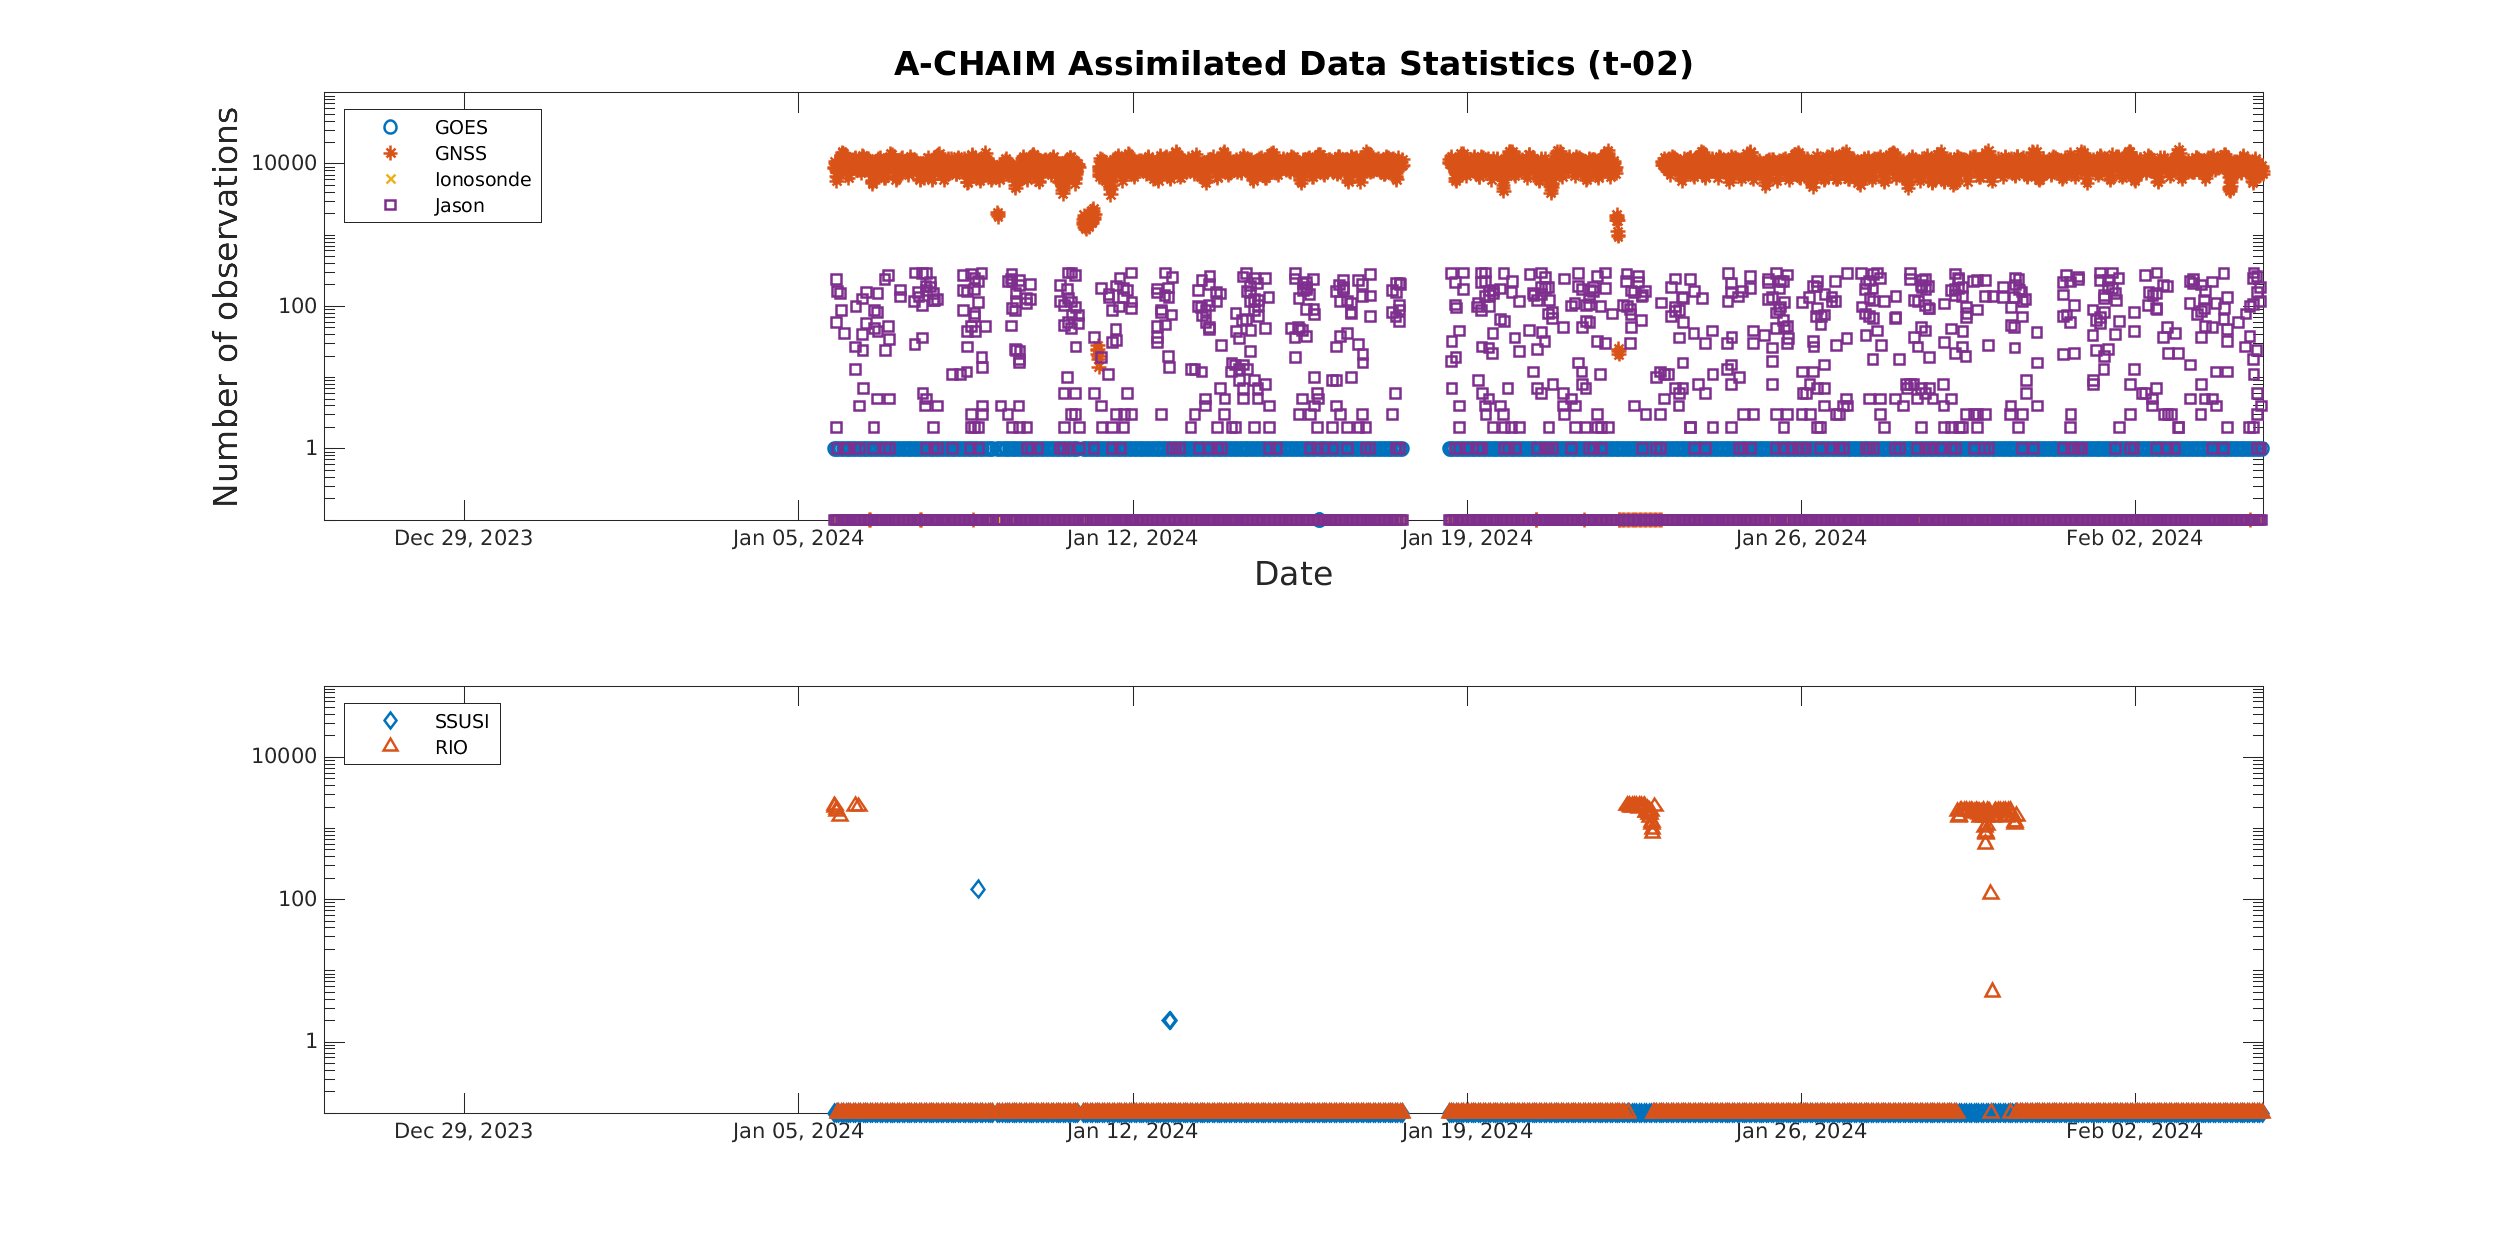 A-CHAIM Assimilated Data Statistics (t-02)
Number of observations
10000
100
1
GOES
GNSS
Ionosonde
Jason
Dec 29, 2023
Jan 05, 2024
Jan 12, 2024
Jan 19, 2024
Jan 26, 2024
Feb 02, 2024
Date
10000
100
1
SSUSI
RIO
Dec 29, 2023
Jan 05, 2024
Jan 12, 2024
Jan 19, 2024
Jan 26, 2024
Feb 02, 2024